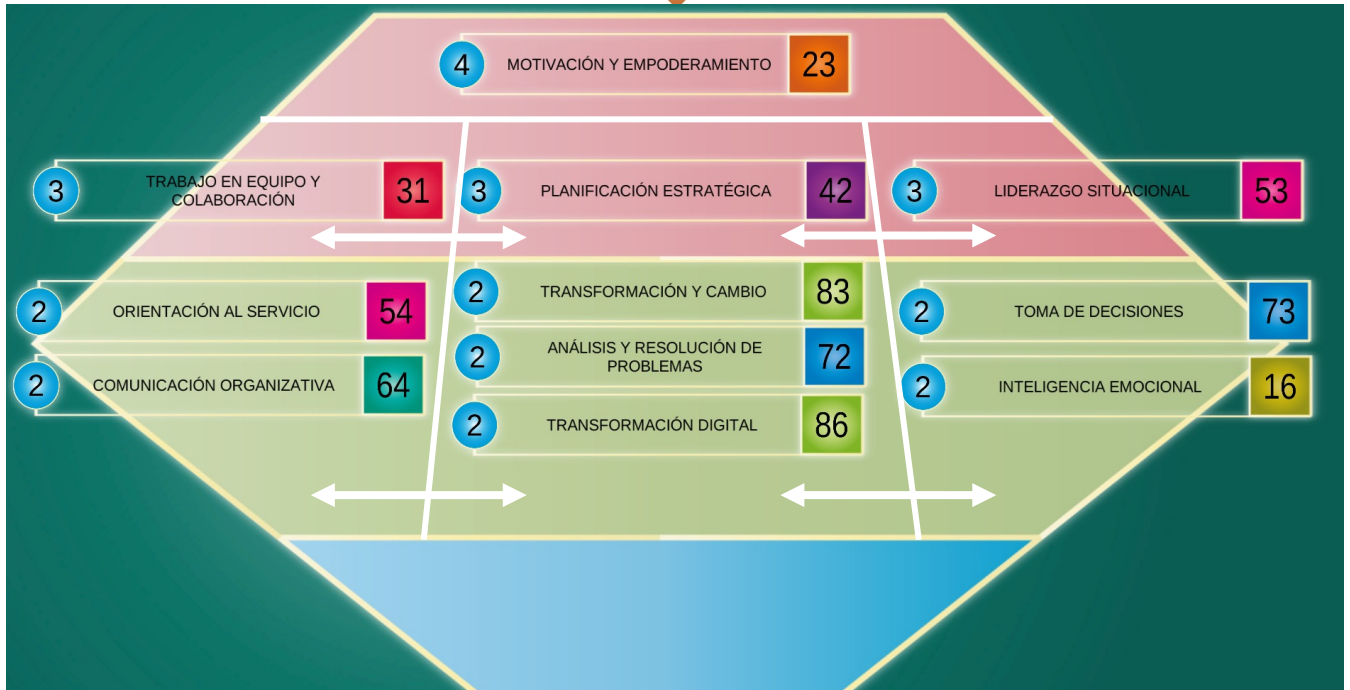 4
MOTIVACIÓN Y EMPODERAMIENTO
23
3
TRABAJO EN EQUIPO Y
COLABORACIÓN
31
3
PLANIFICACIÓN ESTRATÉGICA
42
3
LIDERAZGO SITUACIONAL
53
2
ORIENTACIÓN AL SERVICIO
54
2
COMUNICACIÓN ORGANIZATIVA
64
2
TRANSFORMACIÓN Y CAMBIO
83
2
ANÁLISIS Y RESOLUCIÓN DE
PROBLEMAS
72
2
TRANSFORMACIÓN DIGITAL
86
2
TOMA DE DECISIONES
73
2
INTELIGENCIA EMOCIONAL
16